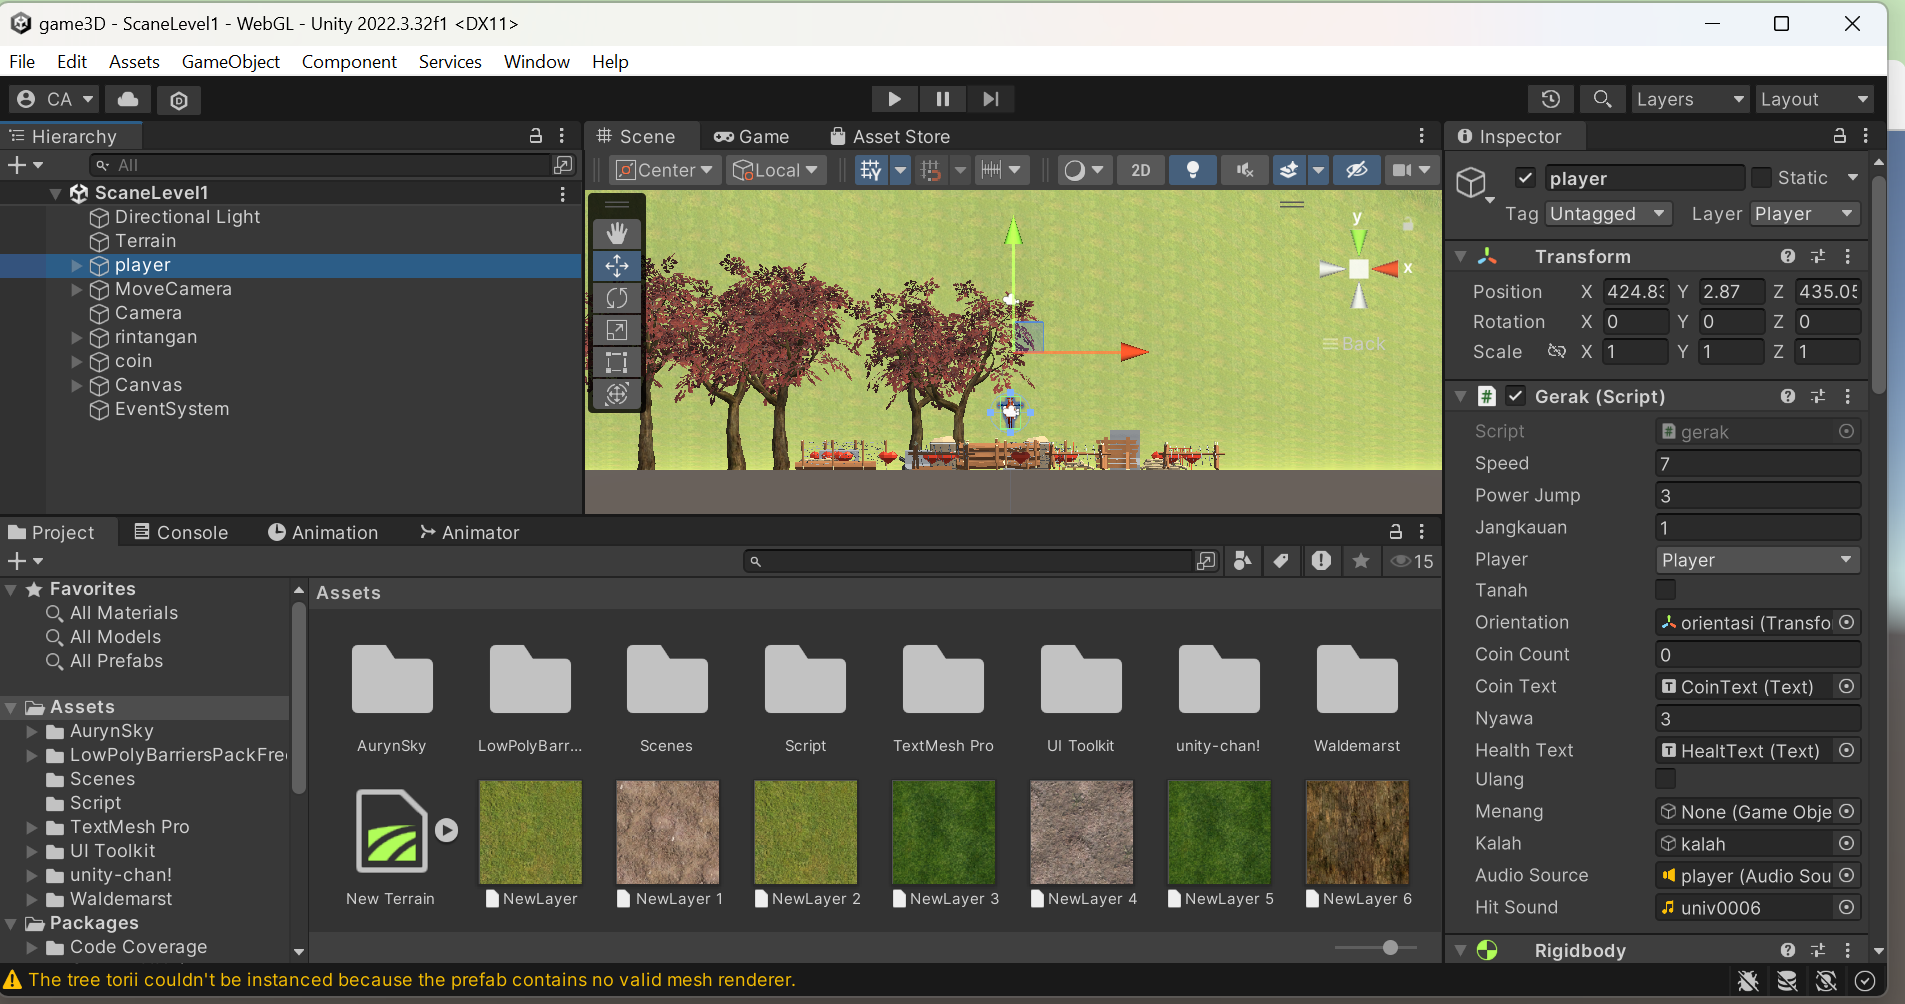 game3D - ScaneLevel1 - WebGL - Unity 2022.3.32f1 <DX11>
File Edit Assets GameObject Component Services Window Help
CA
Layers
Layout
Hierarchy
All
ScaneLevel1
Directional Light
Terrain
player
MoveCamera
Camera
rintangan
coin
Canvas
EventSystem
Scene
Game
Asset Store
Center
Local
2D
y
x
Back
Inspector
player
Static
Tag Untagged
Layer Player
Transform
Position X 424.83 Y 2.87 Z 435.05
Rotation X 0 Y 0 Z 0
Scale X 1 Y 1 Z 1
Gerak (Script)
Script gerak
Speed 7
Power Jump 3
Jangkauan 1
Player Player
Tanah
Orientation orientasi (Transfo
Coin Count 0
Coin Text CoinText (Text)
Nyawa 3
Health Text HealtText (Text)
Ulang
Menang None (Game Obje
Kalah kalah
Audio Source player (Audio Sou
Hit Sound univ0006
Rigidbody
Project
Console
Animation
Animator
15
Favorites
All Materials
All Models
All Prefabs
Assets
AurynSky
LowPolyBarriersPackFree
Scenes
Script
TextMesh Pro
UI Toolkit
unity-chan!
Waldemarst
Packages
Code Coverage
Assets
AurynSky
LowPolyBarr...
Scenes
Script
TextMesh Pro
UI Toolkit
unity-chan!
Waldemarst
New Terrain
NewLayer
NewLayer 1
NewLayer 2
NewLayer 3
NewLayer 4
NewLayer 5
NewLayer 6
The tree torii couldn't be instanced because the prefab contains no valid mesh renderer.